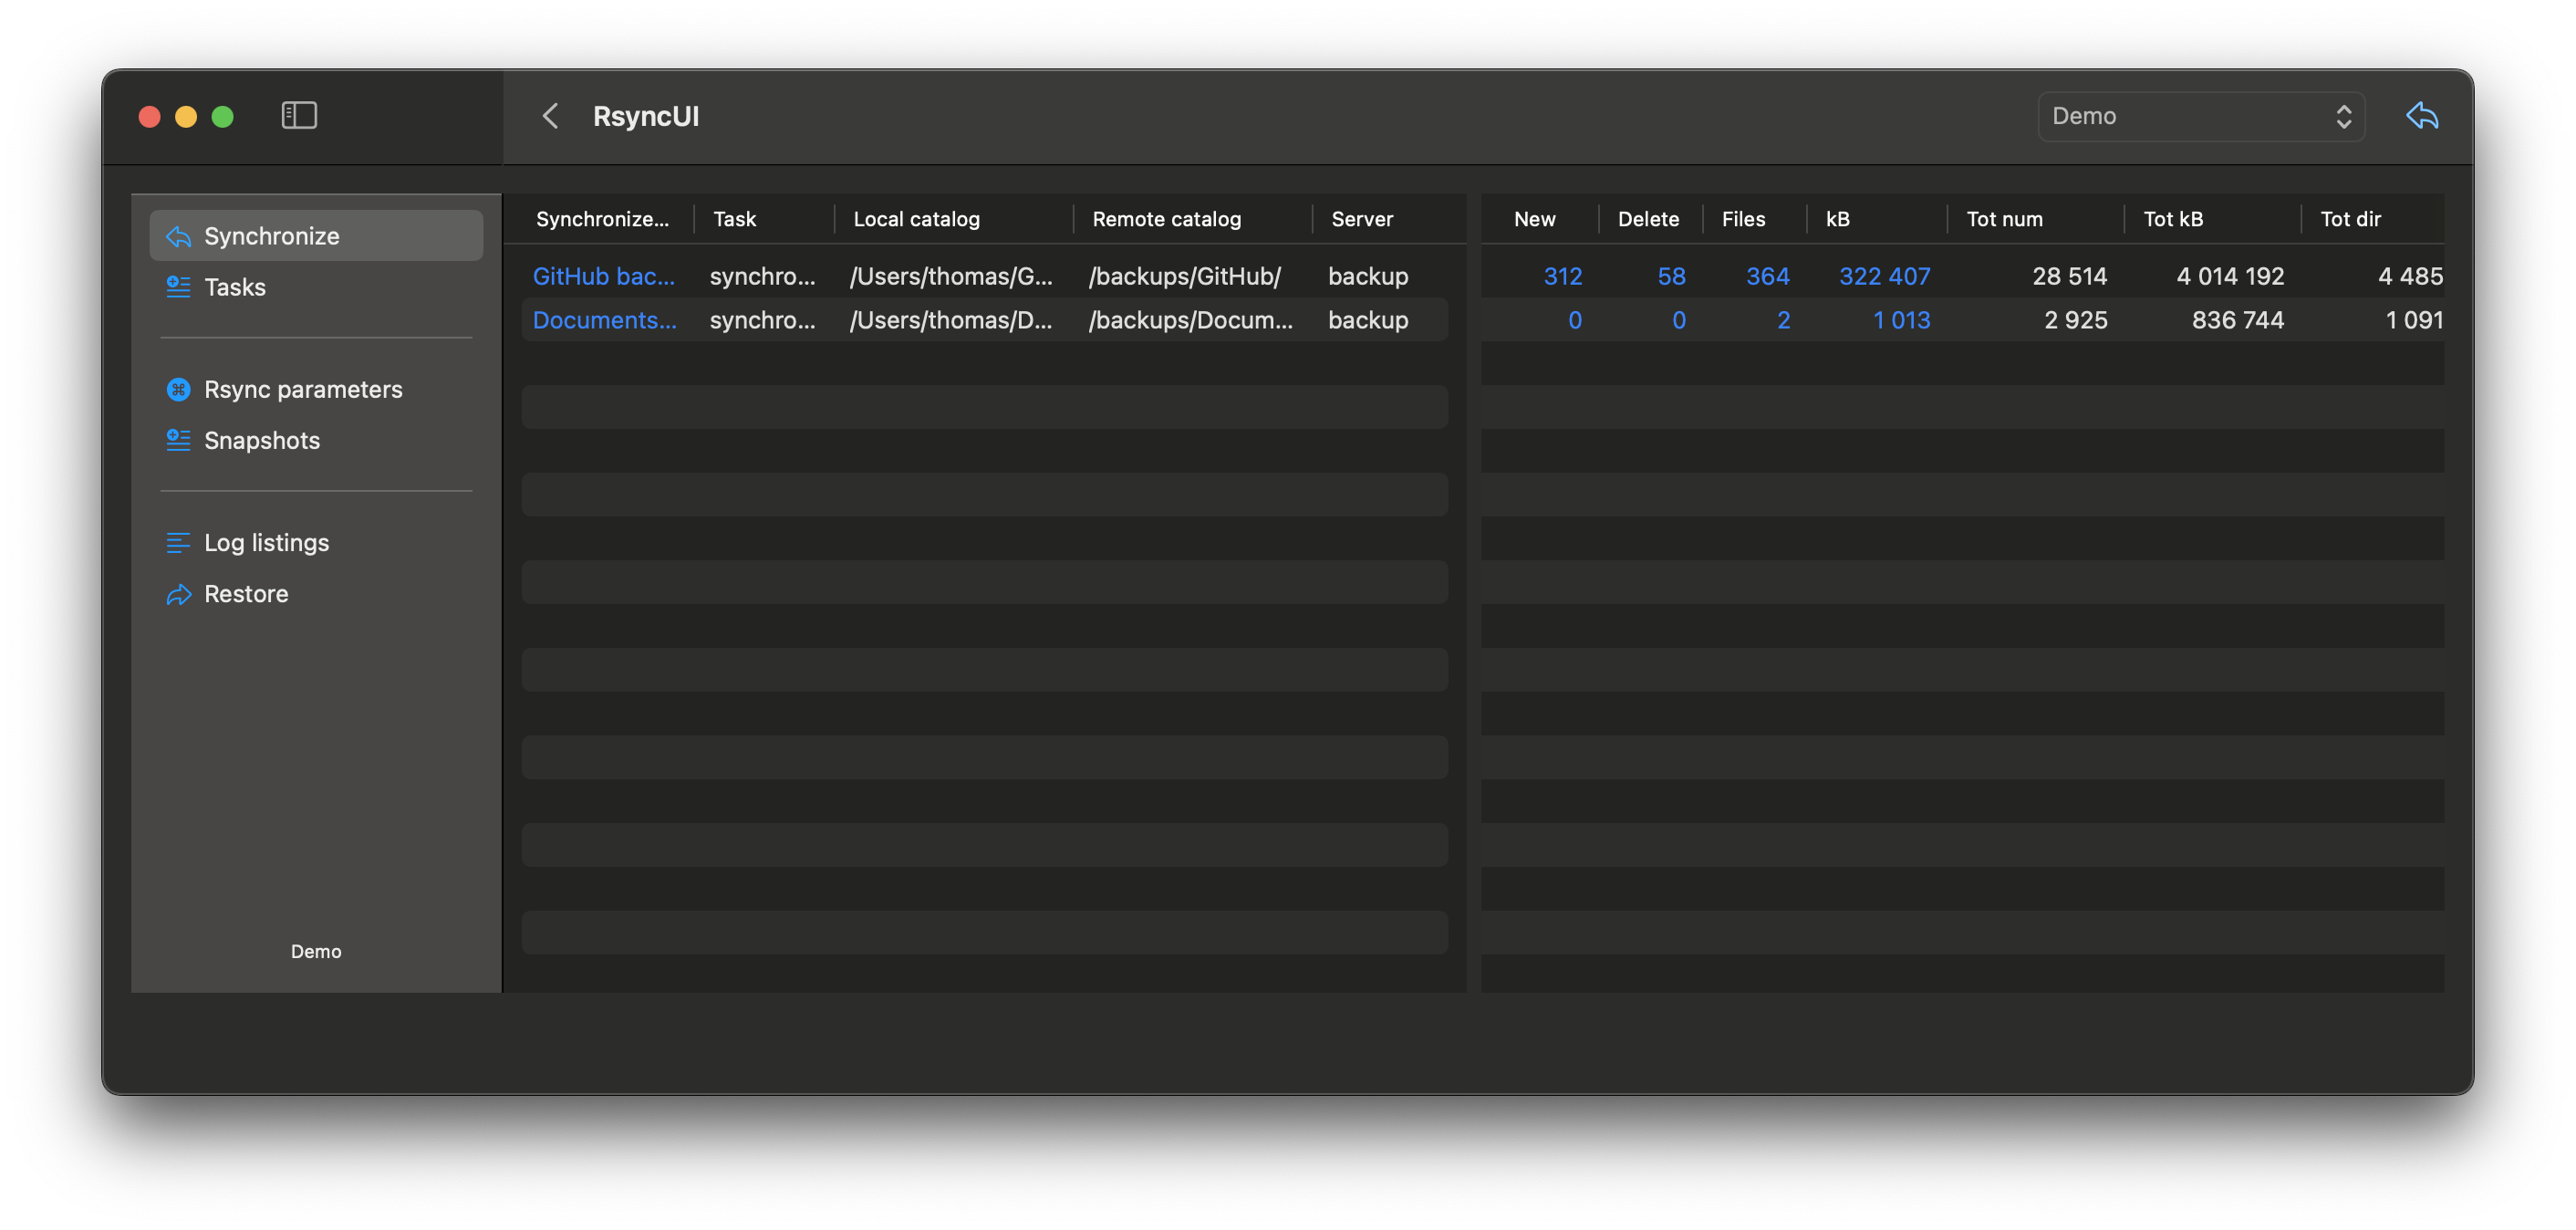 RsyncUI
Demo
Synchronize
Tasks
Rsync parameters
Snapshots
Log listings
Restore
Demo
Synchronize... Task Local catalog Remote catalog Server
GitHub bac... synchro... /Users/thomas/G... /backups/GitHub/ backup
Documents... synchro... /Users/thomas/D... /backups/Docum... backup
New Delete Files kB Tot num Tot kB Tot dir
312 58 364 322 407 28 514 4 014 192 4 485
0 0 2 1 013 2 925 836 744 1 091